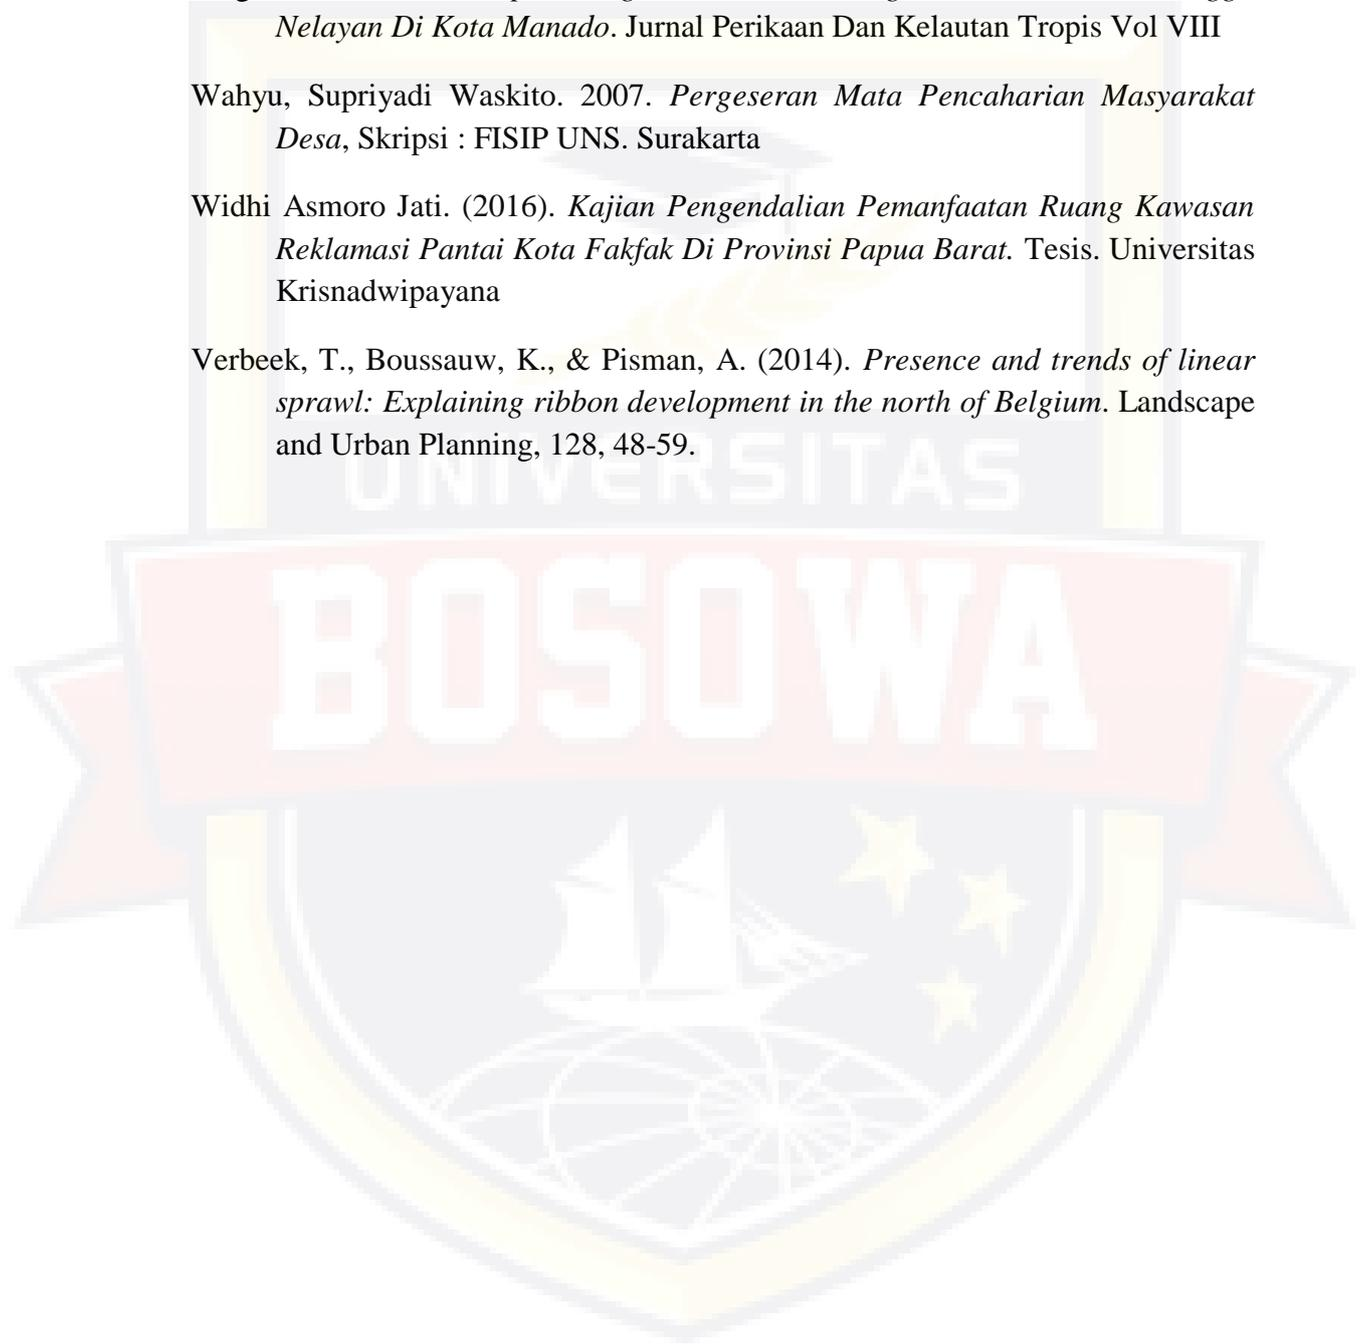 Nelayan Di Kota Manado. Jurnal Perikaan Dan Kelautan Tropis Vol VIII
Wahyu, Supriyadi Waskito. 2007. Pergeseran Mata Pencaharian Masyarakat
Desa, Skripsi : FISIP UNS. Surakarta
Widhi Asmoro Jati. (2016). Kajian Pengendalian Pemanfaatan Ruang Kawasan
Reklamasi Pantai Kota Fakfak Di Provinsi Papua Barat. Tesis. Universitas
Krisnadwipayana
Verbeek, T., Boussauw, K., & Pisman, A. (2014). Presence and trends of linear
sprawl: Explaining ribbon development in the north of Belgium. Landscape
and Urban Planning, 128, 48-59.
UNIVERSITAS
BOSOWA